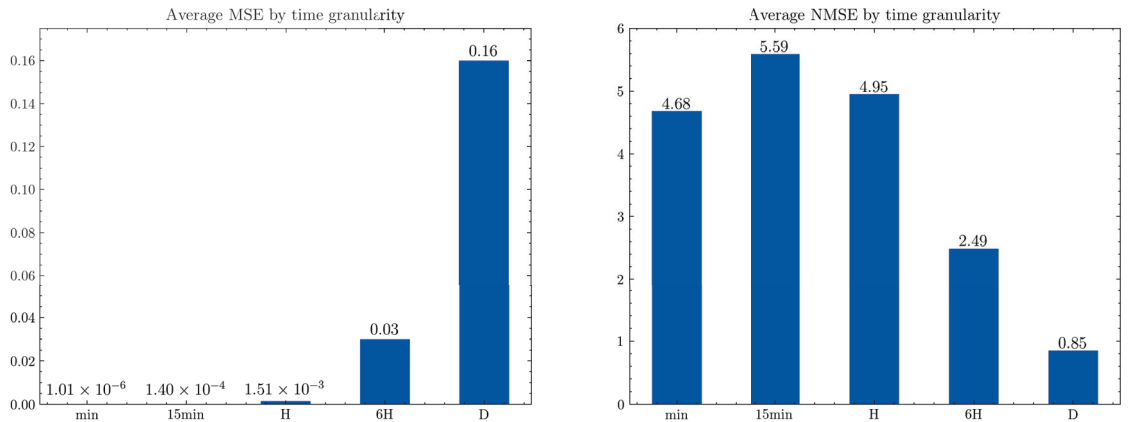 Average MSE by time granularity
0.16
0.14
0.12
0.10
0.08
0.06
0.04
0.02
0.00
1.01 × 10⁻⁶
1.40 × 10⁻⁴
1.51 × 10⁻³
0.03
0.16
min
15min
H
6H
D
Average NMSE by time granularity
6
5
4
3
2
1
0
4.68
5.59
4.95
2.49
0.85
min
15min
H
6H
D